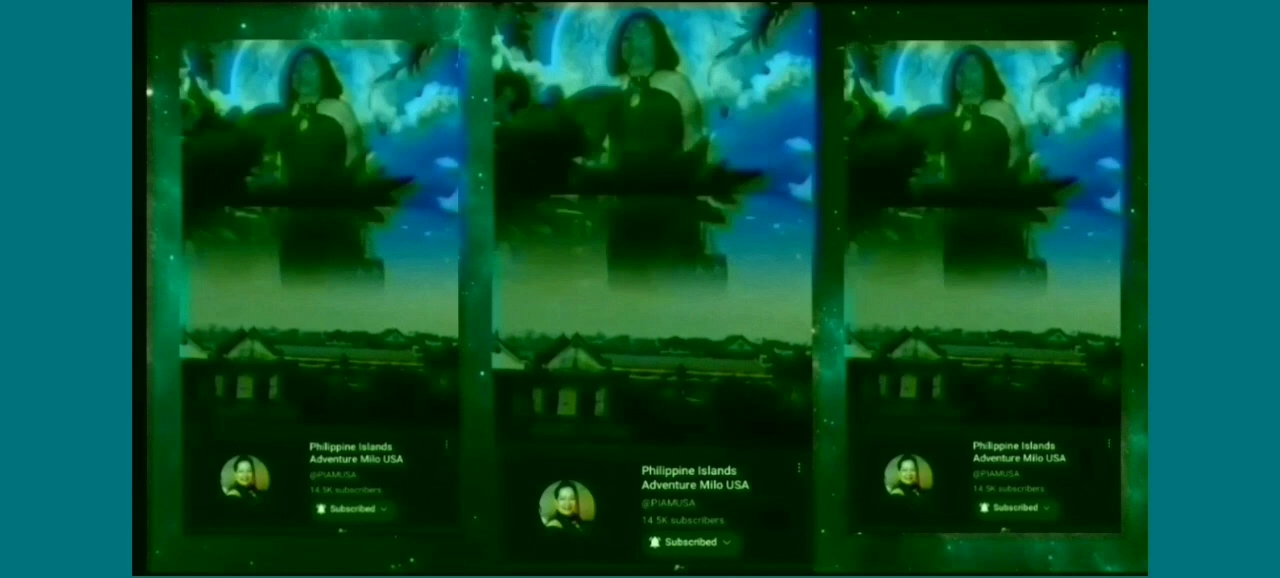 Philippine Islands
Adventure Milo USA
@PIAMUSA
14.5K subscribers
Subscribed
Philippine Islands
Adventure Milo USA
@PIAMUSA
14.5K subscribers
Subscribed
Philippine Islands
Adventure Milo USA
@PIAMUSA
14.5K subscribers
Subscribed